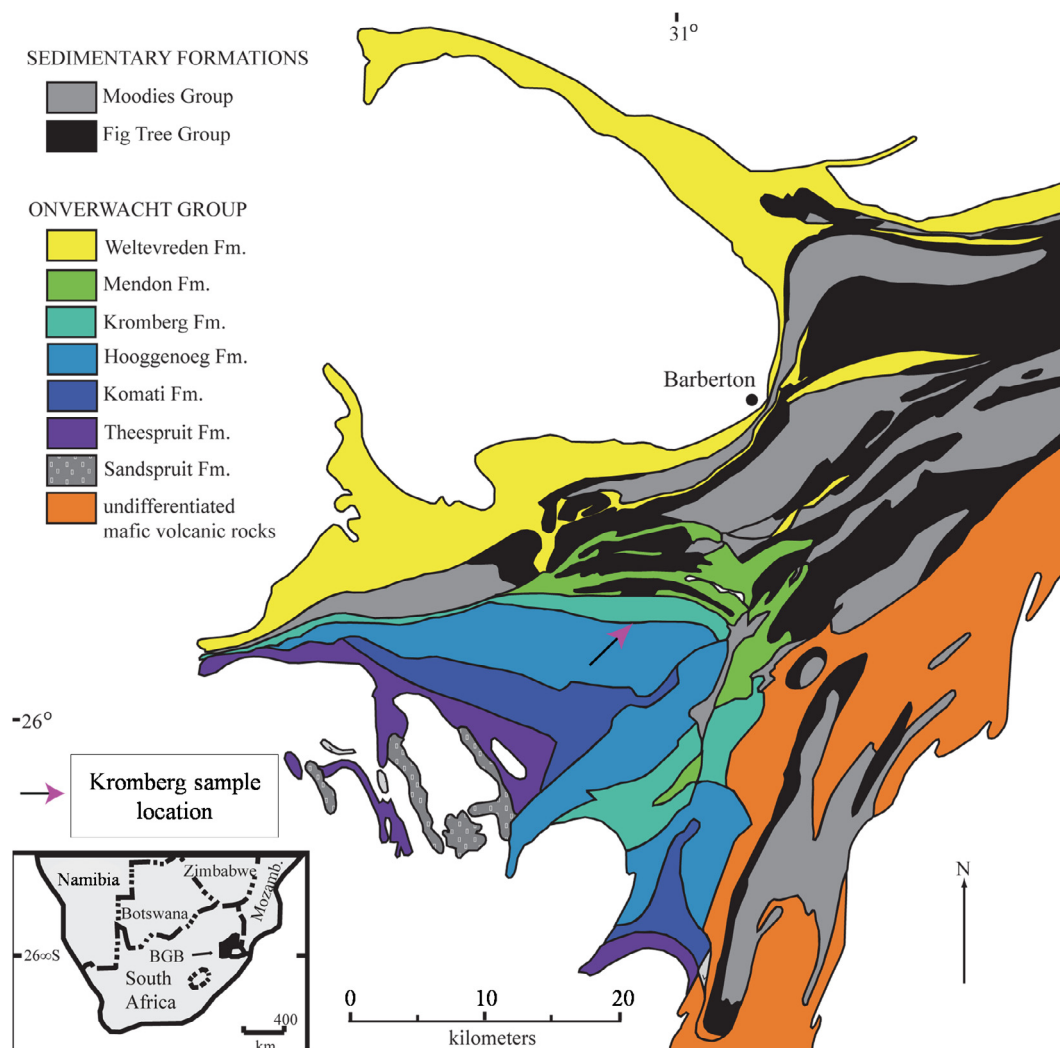 31°
SEDIMENTARY FORMATIONS
Moodies Group
Fig Tree Group
ONVERWACHT GROUP
Weltevreden Fm.
Mendon Fm.
Kromberg Fm.
Hooggenoeg Fm.
Komati Fm.
Theespruit Fm.
Sandspruit Fm.
undifferentiated
mafic volcanic rocks
Barberton
26°
Kromberg sample
location
Namibia
Zimbabwe
Mozamb.
Botswana
26∞S
BGB
South
Africa
400
km
0 10 20
kilometers
N